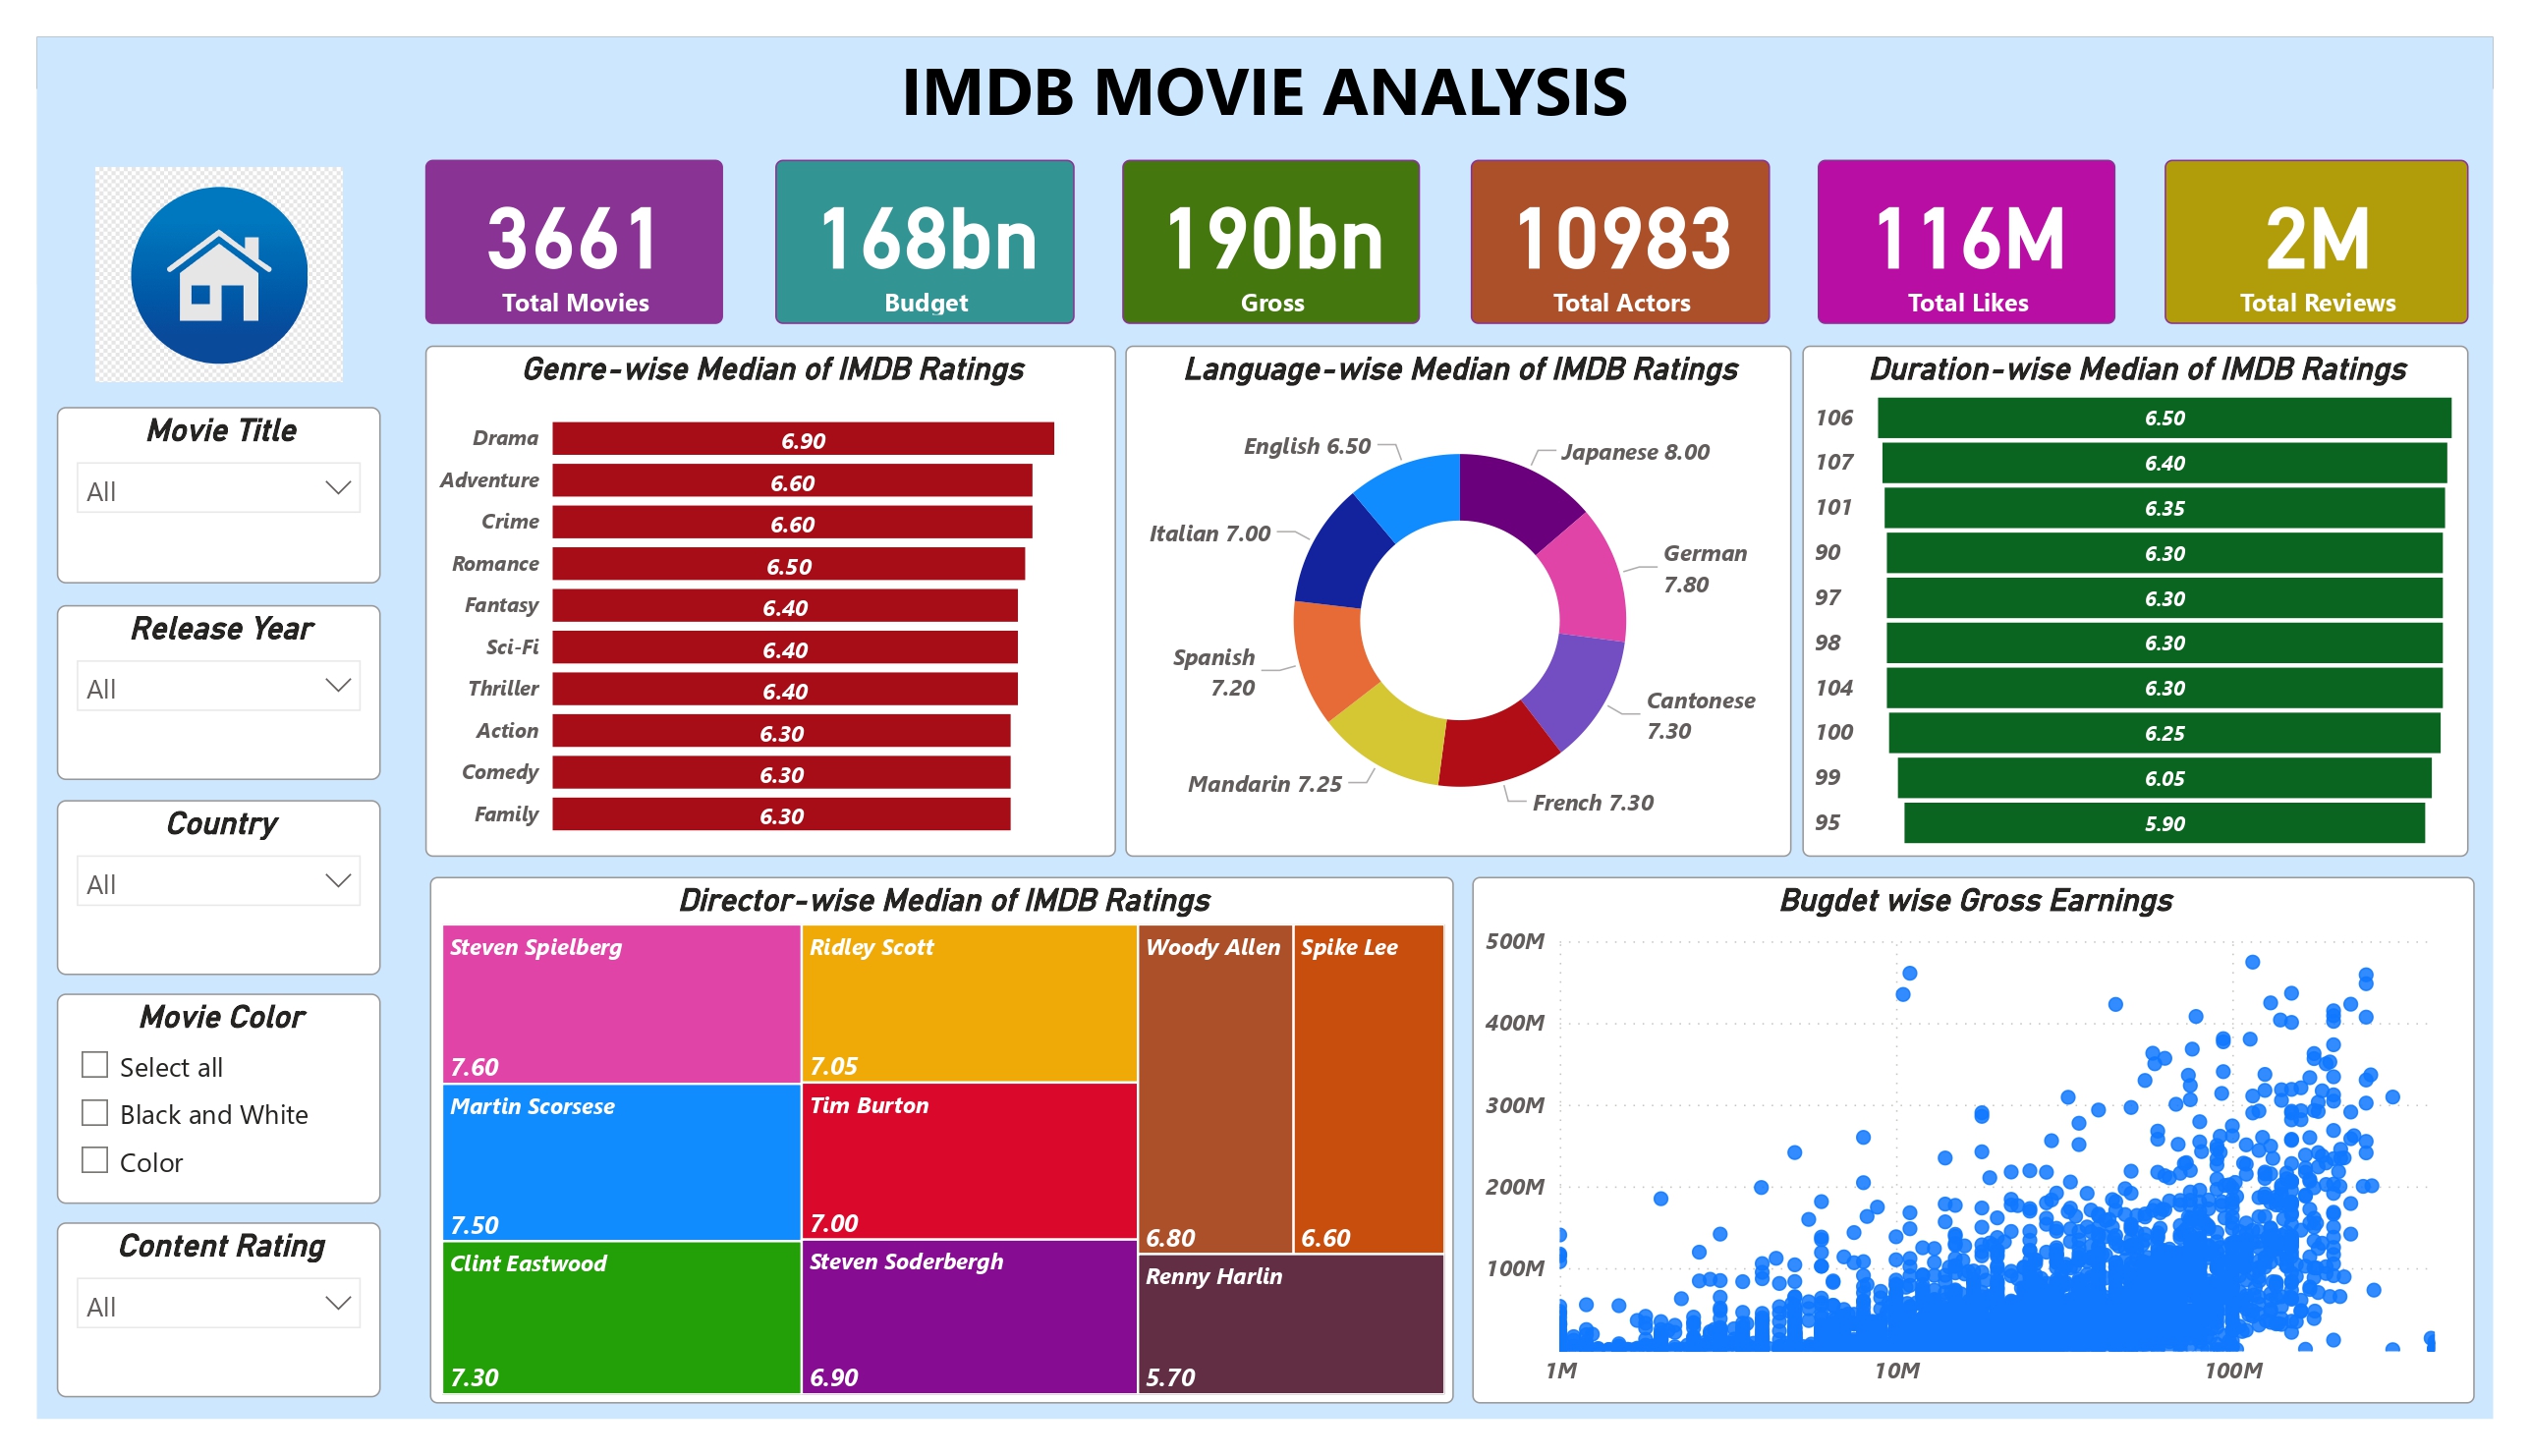 IMDB MOVIE ANALYSIS
3661
Total Movies
168bn
Budget
190bn
Gross
10983
Total Actors
116M
Total Likes
2M
Total Reviews
Movie Title
All
Release Year
All
Country
All
Movie Color
Select all
Black and White
Color
Content Rating
All
Genre-wise Median of IMDB Ratings
Drama 6.90
Adventure 6.60
Crime 6.60
Romance 6.50
Fantasy 6.40
Sci-Fi 6.40
Thriller 6.40
Action 6.30
Comedy 6.30
Family 6.30
Language-wise Median of IMDB Ratings
English 6.50
Japanese 8.00
Italian 7.00
German
7.80
Spanish
7.20
Cantonese
7.30
Mandarin 7.25
French 7.30
Duration-wise Median of IMDB Ratings
106 6.50
107 6.40
101 6.35
90 6.30
97 6.30
98 6.30
104 6.30
100 6.25
99 6.05
95 5.90
Director-wise Median of IMDB Ratings
Steven Spielberg
7.60
Martin Scorsese
7.50
Clint Eastwood
7.30
Ridley Scott
7.05
Tim Burton
7.00
Steven Soderbergh
6.90
Woody Allen
6.80
Spike Lee
6.60
Renny Harlin
5.70
Bugdet wise Gross Earnings
500M
400M
300M
200M
100M
1M 10M 100M